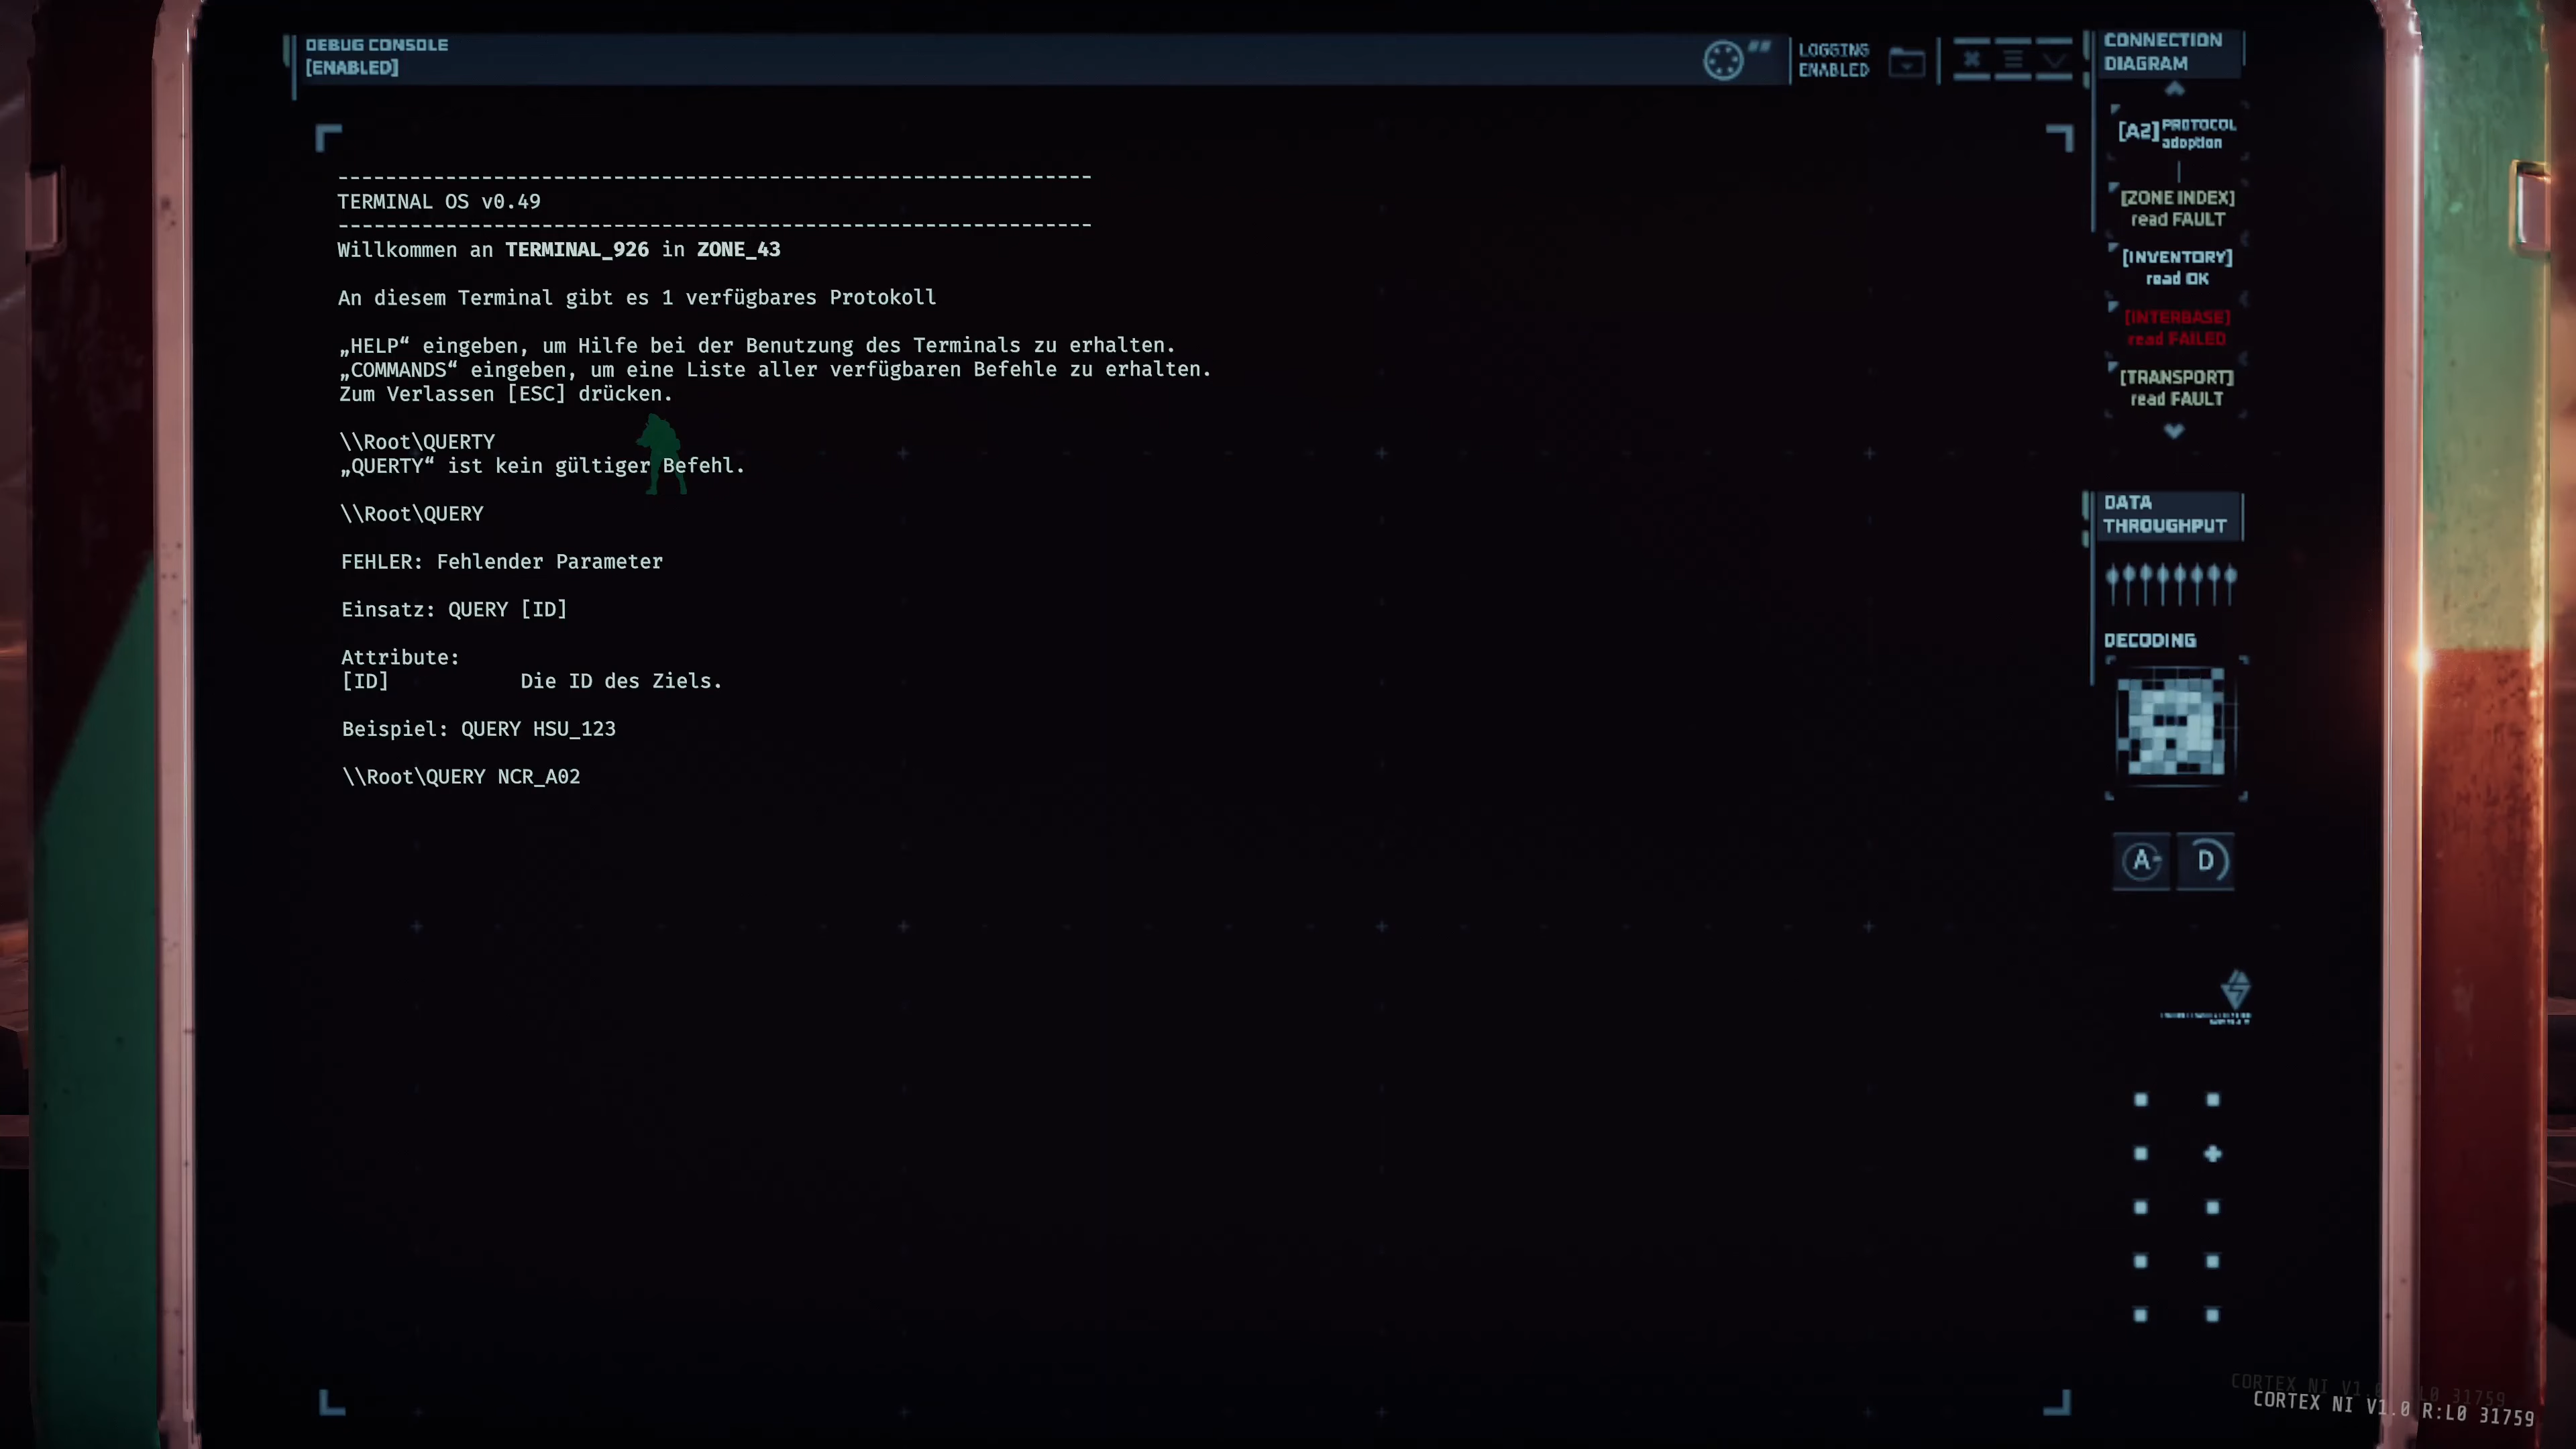 DEBUG CONSOLE
[ENABLED]
LOGGING
ENABLED
---------------------------------------------------------------
TERMINAL OS v0.49
---------------------------------------------------------------
Willkommen an TERMINAL_926 in ZONE_43
An diesem Terminal gibt es 1 verfügbares Protokoll
„HELP“ eingeben, um Hilfe bei der Benutzung des Terminals zu erhalten.
„COMMANDS“ eingeben, um eine Liste aller verfügbaren Befehle zu erhalten.
Zum Verlassen [ESC] drücken.
\\Root\QUERTY
„QUERTY“ ist kein gültiger Befehl.
\\Root\QUERY
FEHLER: Fehlender Parameter
Einsatz: QUERY [ID]
Attribute:
[ID] Die ID des Ziels.
Beispiel: QUERY HSU_123
\\Root\QUERY NCR_A02
CONNECTION
DIAGRAM
[A2] PROTOCOL
adoption
[ZONE INDEX]
read FAULT
[INVENTORY]
read OK
[INTERBASE]
read FAILED
[TRANSPORT]
read FAULT
DATA
THROUGHPUT
DECODING
A D
CORTEX NI V1.0 R:L0 31759